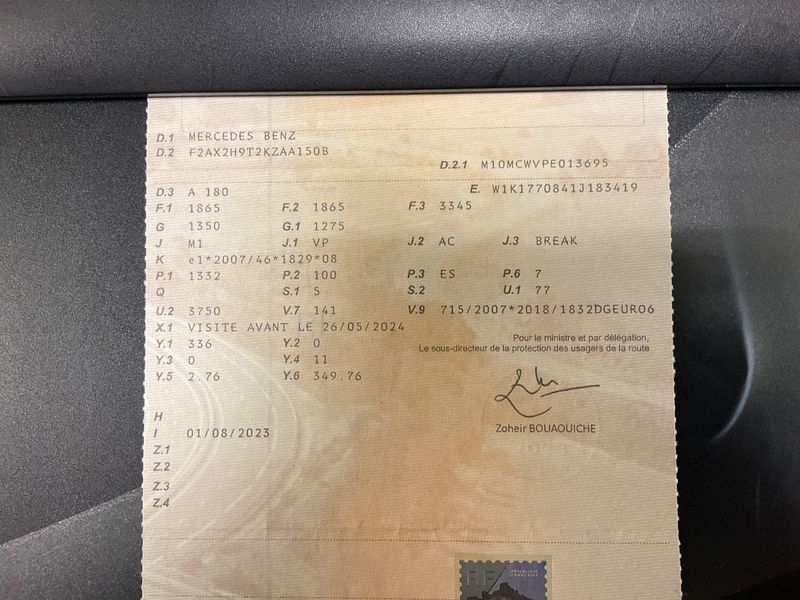 D.1 MERCEDES BENZ
D.2 F2AX2H9T2KZAA150B
D.2.1 M10MCWVPE013695
D.3 A 180 E. W1K1770841J183419
F.1 1865 F.2 1865 F.3 3345
G 1350 G.1 1275
J M1 J.1 VP J.2 AC J.3 BREAK
K e1*2007/46*1829*08
P.1 1332 P.2 100 P.3 ES P.6 7
Q S.1 5 S.2 U.1 77
U.2 3750 V.7 141 V.9 715/2007*2018/1832DGEURO6
X.1 VISITE AVANT LE 26/05/2024
Y.1 336 Y.2 0
Y.3 0 Y.4 11
Y.5 2.76 Y.6 349.76
Pour le ministre et par délégation,
Le sous-directeur de la protection des usagers de la route
Zoheir BOUAOUICHE
H
I 01/08/2023
Z.1
Z.2
Z.3
Z.4
RF RÉPUBLIQUE
FRANÇAISE